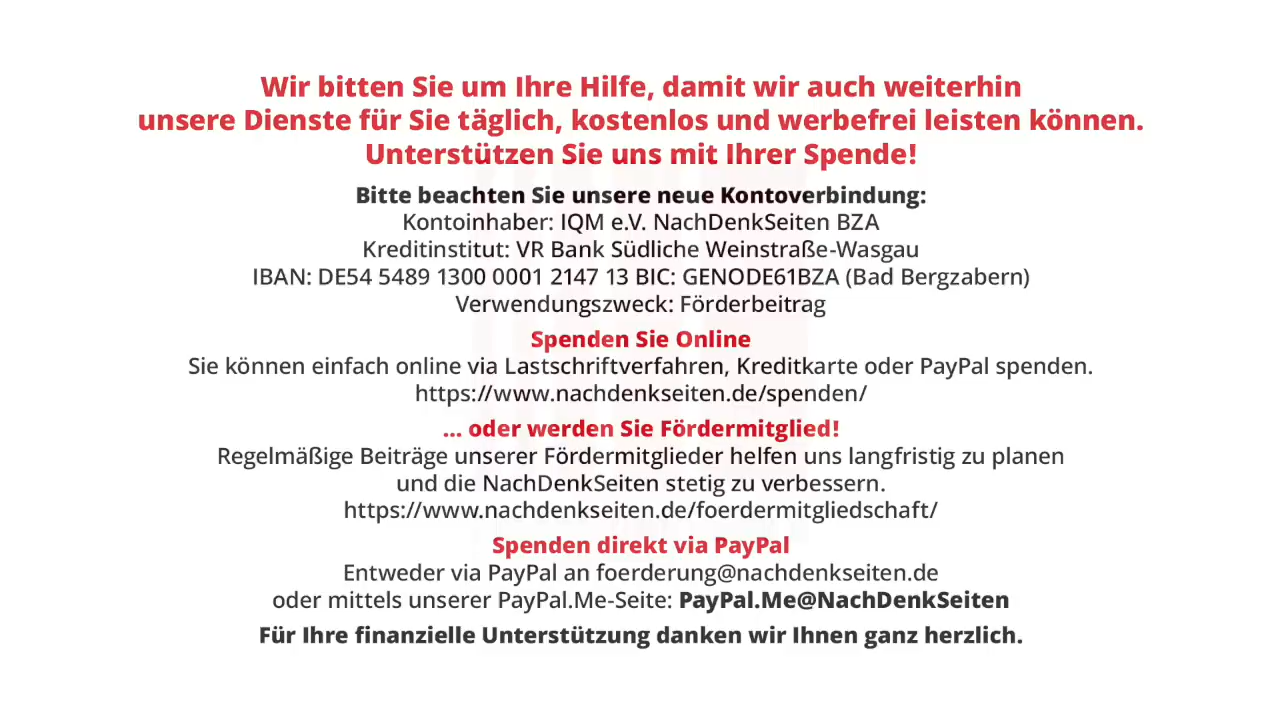 Wir bitten Sie um Ihre Hilfe, damit wir auch weiterhin
unsere Dienste für Sie täglich, kostenlos und werbefrei leisten können.
Unterstützen Sie uns mit Ihrer Spende!
Bitte beachten Sie unsere neue Kontoverbindung:
Kontoinhaber: IQM e.V. NachDenkSeiten BZA
Kreditinstitut: VR Bank Südliche Weinstraße-Wasgau
IBAN: DE54 5489 1300 0001 2147 13 BIC: GENODE61BZA (Bad Bergzabern)
Verwendungszweck: Förderbeitrag
Spenden Sie Online
Sie können einfach online via Lastschriftverfahren, Kreditkarte oder PayPal spenden.
https://www.nachdenkseiten.de/spenden/
... oder werden Sie Fördermitglied!
Regelmäßige Beiträge unserer Fördermitglieder helfen uns langfristig zu planen
und die NachDenkSeiten stetig zu verbessern.
https://www.nachdenkseiten.de/foerdermitgliedschaft/
Spenden direkt via PayPal
Entweder via PayPal an foerderung@nachdenkseiten.de
oder mittels unserer PayPal.Me-Seite: PayPal.Me@NachDenkSeiten
Für Ihre finanzielle Unterstützung danken wir Ihnen ganz herzlich.